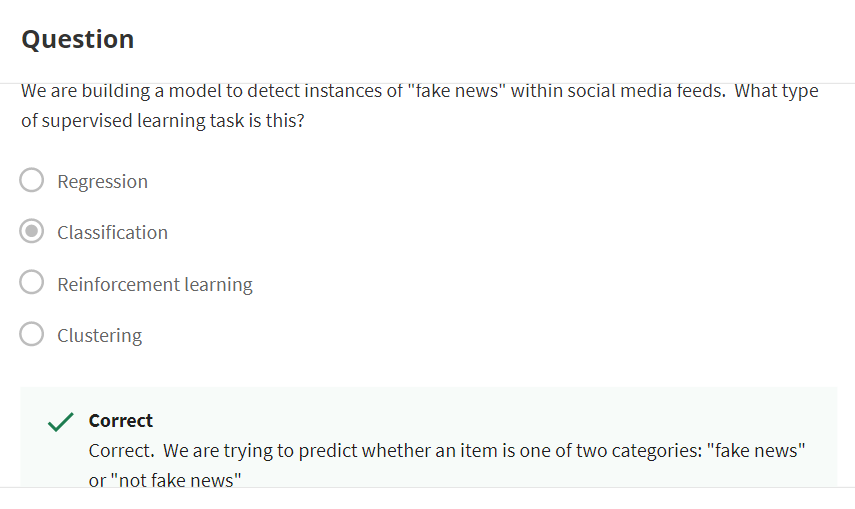 Question
We are building a model to detect instances of "fake news" within social media feeds.  What type
of supervised learning task is this?
Regression
Classification
Reinforcement learning
Clustering
Correct
Correct.  We are trying to predict whether an item is one of two categories: "fake news"
or "not fake news"